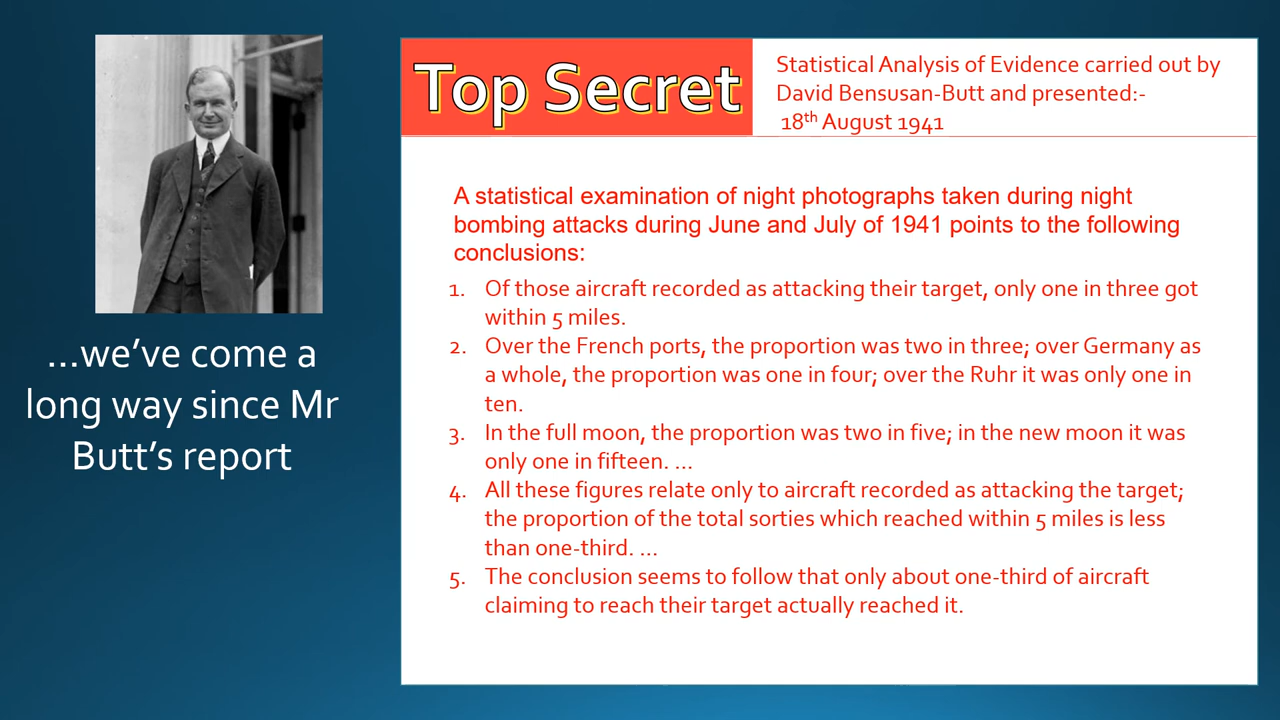 Top Secret
Statistical Analysis of Evidence carried out by
David Bensusan-Butt and presented:-
18th August 1941
A statistical examination of night photographs taken during night
bombing attacks during June and July of 1941 points to the following
conclusions:
1. Of those aircraft recorded as attacking their target, only one in three got
within 5 miles.
2. Over the French ports, the proportion was two in three; over Germany as
a whole, the proportion was one in four; over the Ruhr it was only one in
ten.
3. In the full moon, the proportion was two in five; in the new moon it was
only one in fifteen. ...
4. All these figures relate only to aircraft recorded as attacking the target;
the proportion of the total sorties which reached within 5 miles is less
than one-third. ...
5. The conclusion seems to follow that only about one-third of aircraft
claiming to reach their target actually reached it.
...we've come a
long way since Mr
Butt's report